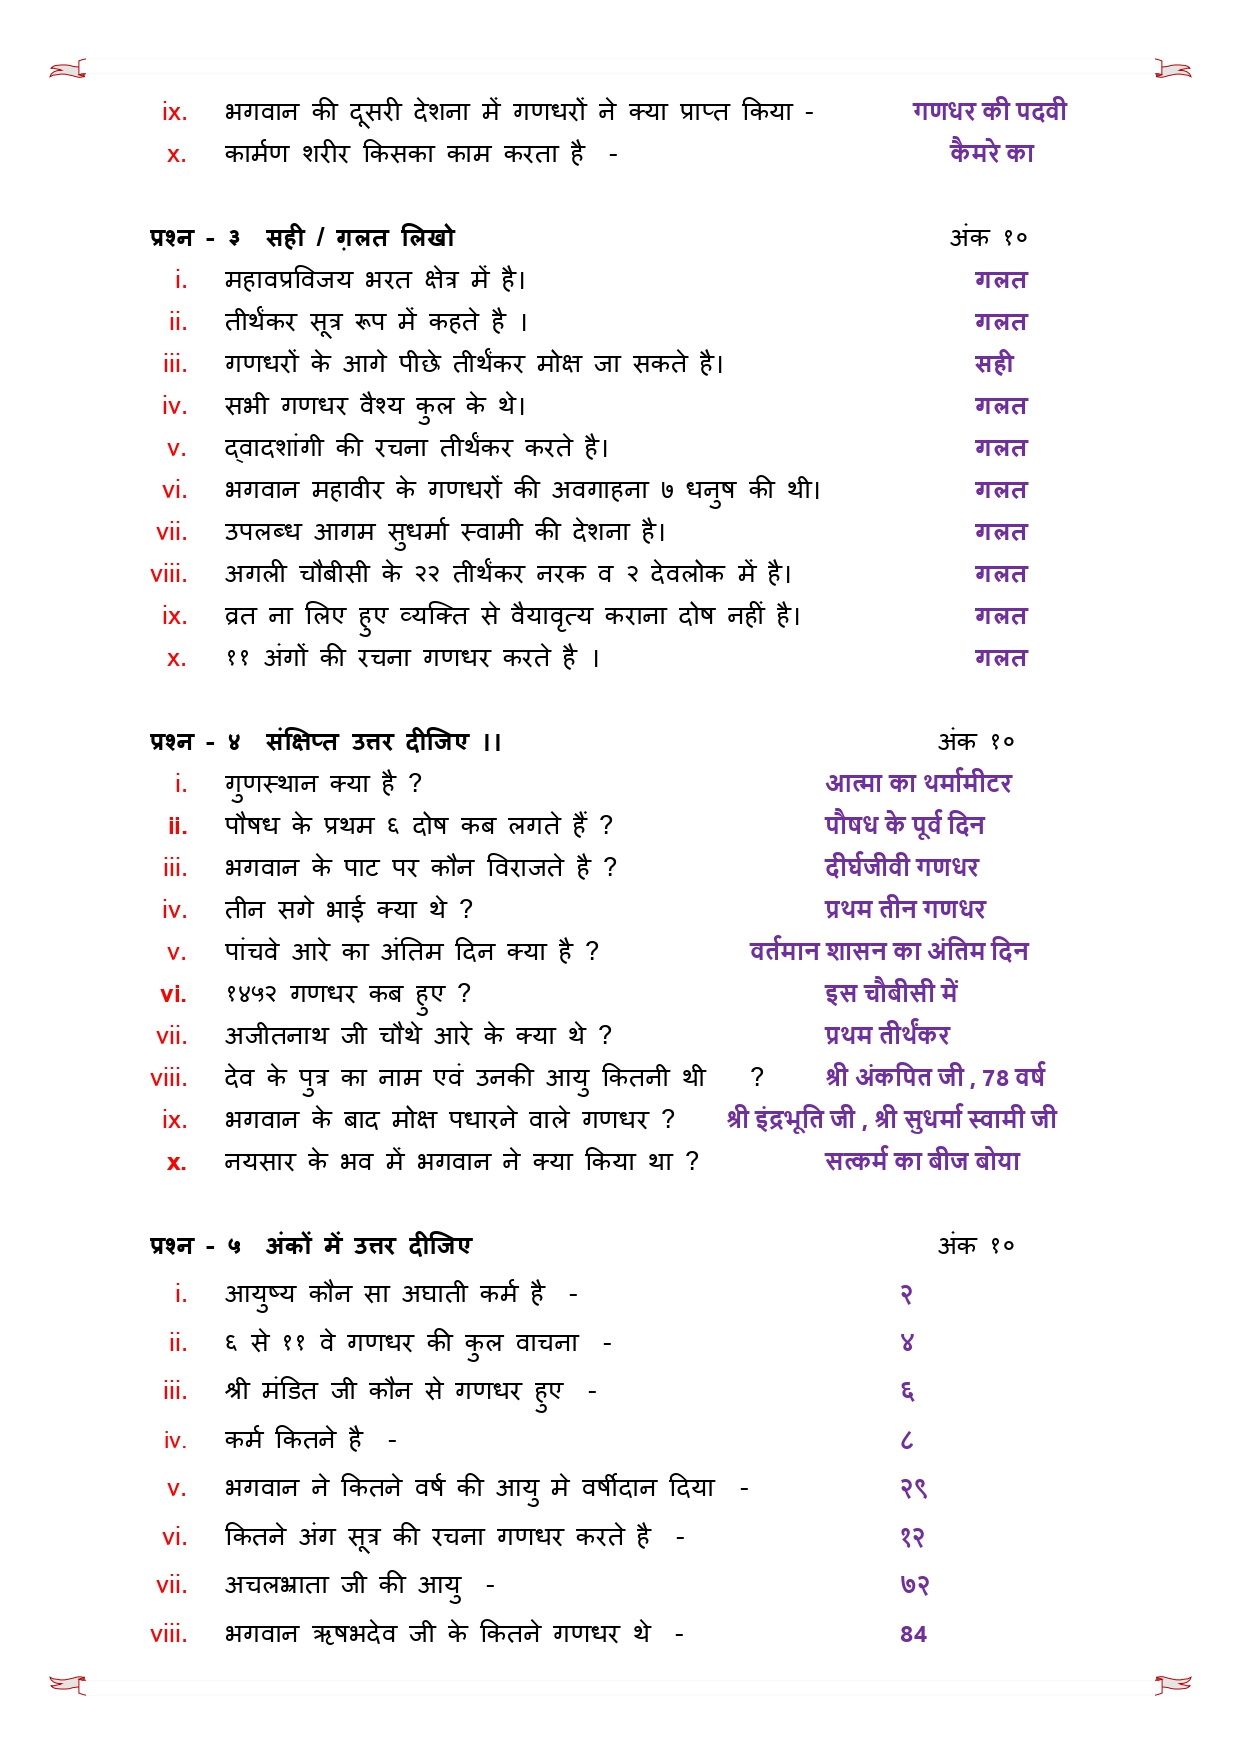 ix. भगवान की दूसरी देशना में गणधरों ने क्या प्राप्त किया - गणधर की पदवी
x. कार्मण शरीर किसका काम करता है - कैमरे का
प्रश्न - ३ सही / ग़लत लिखो अंक १०
i. महावप्रविजय भरत क्षेत्र में है। गलत
ii. तीर्थंकर सूत्र रूप में कहते है । गलत
iii. गणधरों के आगे पीछे तीर्थंकर मोक्ष जा सकते है। सही
iv. सभी गणधर वैश्य कुल के थे। गलत
v. द्वादशांगी की रचना तीर्थंकर करते है। गलत
vi. भगवान महावीर के गणधरों की अवगाहना ७ धनुष की थी। गलत
vii. उपलब्ध आगम सुधर्मा स्वामी की देशना है। गलत
viii. अगली चौबीसी के २२ तीर्थंकर नरक व २ देवलोक में है। गलत
ix. व्रत ना लिए हुए व्यक्ति से वैयावृत्य कराना दोष नहीं है। गलत
x. ११ अंगों की रचना गणधर करते है । गलत
प्रश्न - ४ संक्षिप्त उत्तर दीजिए ।। अंक १०
i. गुणस्थान क्या है ? आत्मा का थर्मामीटर
ii. पौषध के प्रथम ६ दोष कब लगते हैं ? पौषध के पूर्व दिन
iii. भगवान के पाट पर कौन विराजते है ? दीर्घजीवी गणधर
iv. तीन सगे भाई क्या थे ? प्रथम तीन गणधर
v. पांचवे आरे का अंतिम दिन क्या है ? वर्तमान शासन का अंतिम दिन
vi. १४५२ गणधर कब हुए ? इस चौबीसी में
vii. अजीतनाथ जी चौथे आरे के क्या थे ? प्रथम तीर्थंकर
viii. देव के पुत्र का नाम एवं उनकी आयु कितनी थी ? श्री अंकपित जी , 78 वर्ष
ix. भगवान के बाद मोक्ष पधारने वाले गणधर ? श्री इंद्रभूति जी , श्री सुधर्मा स्वामी जी
x. नयसार के भव में भगवान ने क्या किया था ? सत्कर्म का बीज बोया
प्रश्न - ५ अंकों में उत्तर दीजिए अंक १०
i. आयुष्य कौन सा अघाती कर्म है - २
ii. ६ से ११ वे गणधर की कुल वाचना - ४
iii. श्री मंडित जी कौन से गणधर हुए - ६
iv. कर्म कितने है - ८
v. भगवान ने कितने वर्ष की आयु मे वर्षीदान दिया - २९
vi. कितने अंग सूत्र की रचना गणधर करते है - १२
vii. अचलभ्राता जी की आयु - ७२
viii. भगवान ऋषभदेव जी के कितने गणधर थे - 84